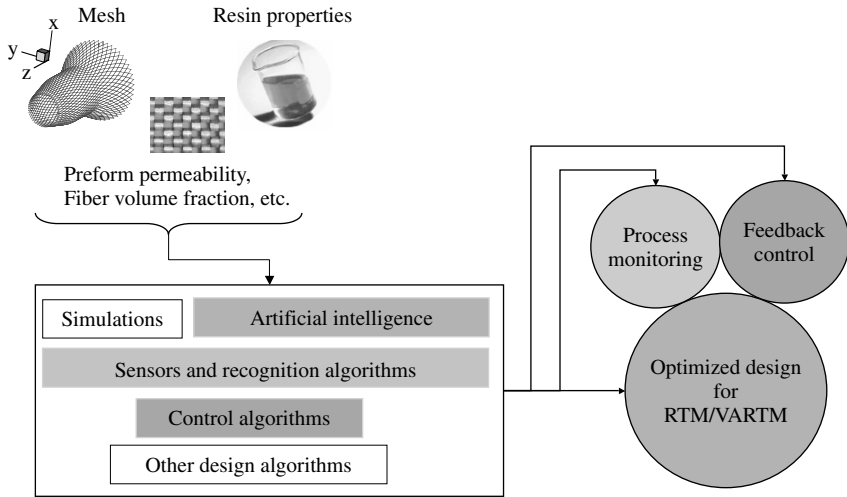 Mesh
Resin properties
x
y
z
Preform permeability,
Fiber volume fraction, etc.
Simulations
Artificial intelligence
Sensors and recognition algorithms
Control algorithms
Other design algorithms
Process
monitoring
Feedback
control
Optimized design
for
RTM/VARTM